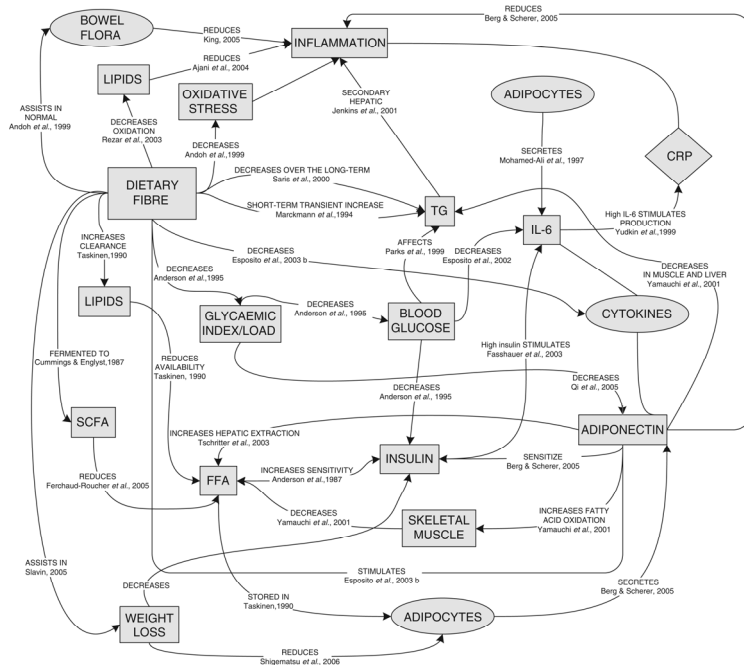 BOWEL
FLORA
REDUCES
King, 2005
INFLAMMATION
REDUCES
Berg & Scherer, 2005
REDUCES
Ajani et al., 2004
LIPIDS
OXIDATIVE
STRESS
SECONDARY
HEPATIC
Jenkins et al., 2001
ADIPOCYTES
ASSISTS IN
NORMAL
Andoh et al., 1999
DECREASES
OXIDATION
Rezar et al., 2003
DECREASES
Andoh et al.,1999
SECRETES
Mohamed-Ali et al., 1997
CRP
DIETARY
FIBRE
DECREASES OVER THE LONG-TERM
Saris et al., 2000
SHORT-TERM TRANSIENT INCREASE
Marckmann et al.,1994
TG
IL-6
High IL-6 STIMULATES
PRODUCTION
Yudkin et al.,1999
INCREASES
CLEARANCE
Taskinen,1990
DECREASES
Esposito et al., 2003 b
AFFECTS
Parks et al., 1999
DECREASES
Esposito et al., 2002
DECREASES
IN MUSCLE AND LIVER
Yamauchi et al., 2001
DECREASES
Anderson et al., 1995
LIPIDS
GLYCAEMIC
INDEX/LOAD
DECREASES
Anderson et al., 1995
BLOOD
GLUCOSE
CYTOKINES
REDUCES
AVAILABILITY
Taskinen, 1990
High insulin STIMULATES
Fasshauer et al., 2003
FERMENTED TO
Cummings & Englyst,1987
DECREASES
Anderson et al., 1995
DECREASES
Qi et al., 2005
SCFA
INCREASES HEPATIC EXTRACTION
Tschritter et al., 2003
ADIPONECTIN
INSULIN
SENSITIZE
Berg & Scherer, 2005
REDUCES
Ferchaud-Roucher et al., 2005
FFA
INCREASES SENSITIVITY
Anderson et al.,1987
DECREASES
Yamauchi et al., 2001
SKELETAL
MUSCLE
INCREASES FATTY
ACID OXIDATION
Yamauchi et al., 2001
ASSISTS IN
Slavin, 2005
STIMULATES
Esposito et al., 2003 b
DECREASES
STORED IN
Taskinen,1990
SECRETES
Berg & Scherer, 2005
WEIGHT
LOSS
ADIPOCYTES
REDUCES
Shigematsu et al., 2006